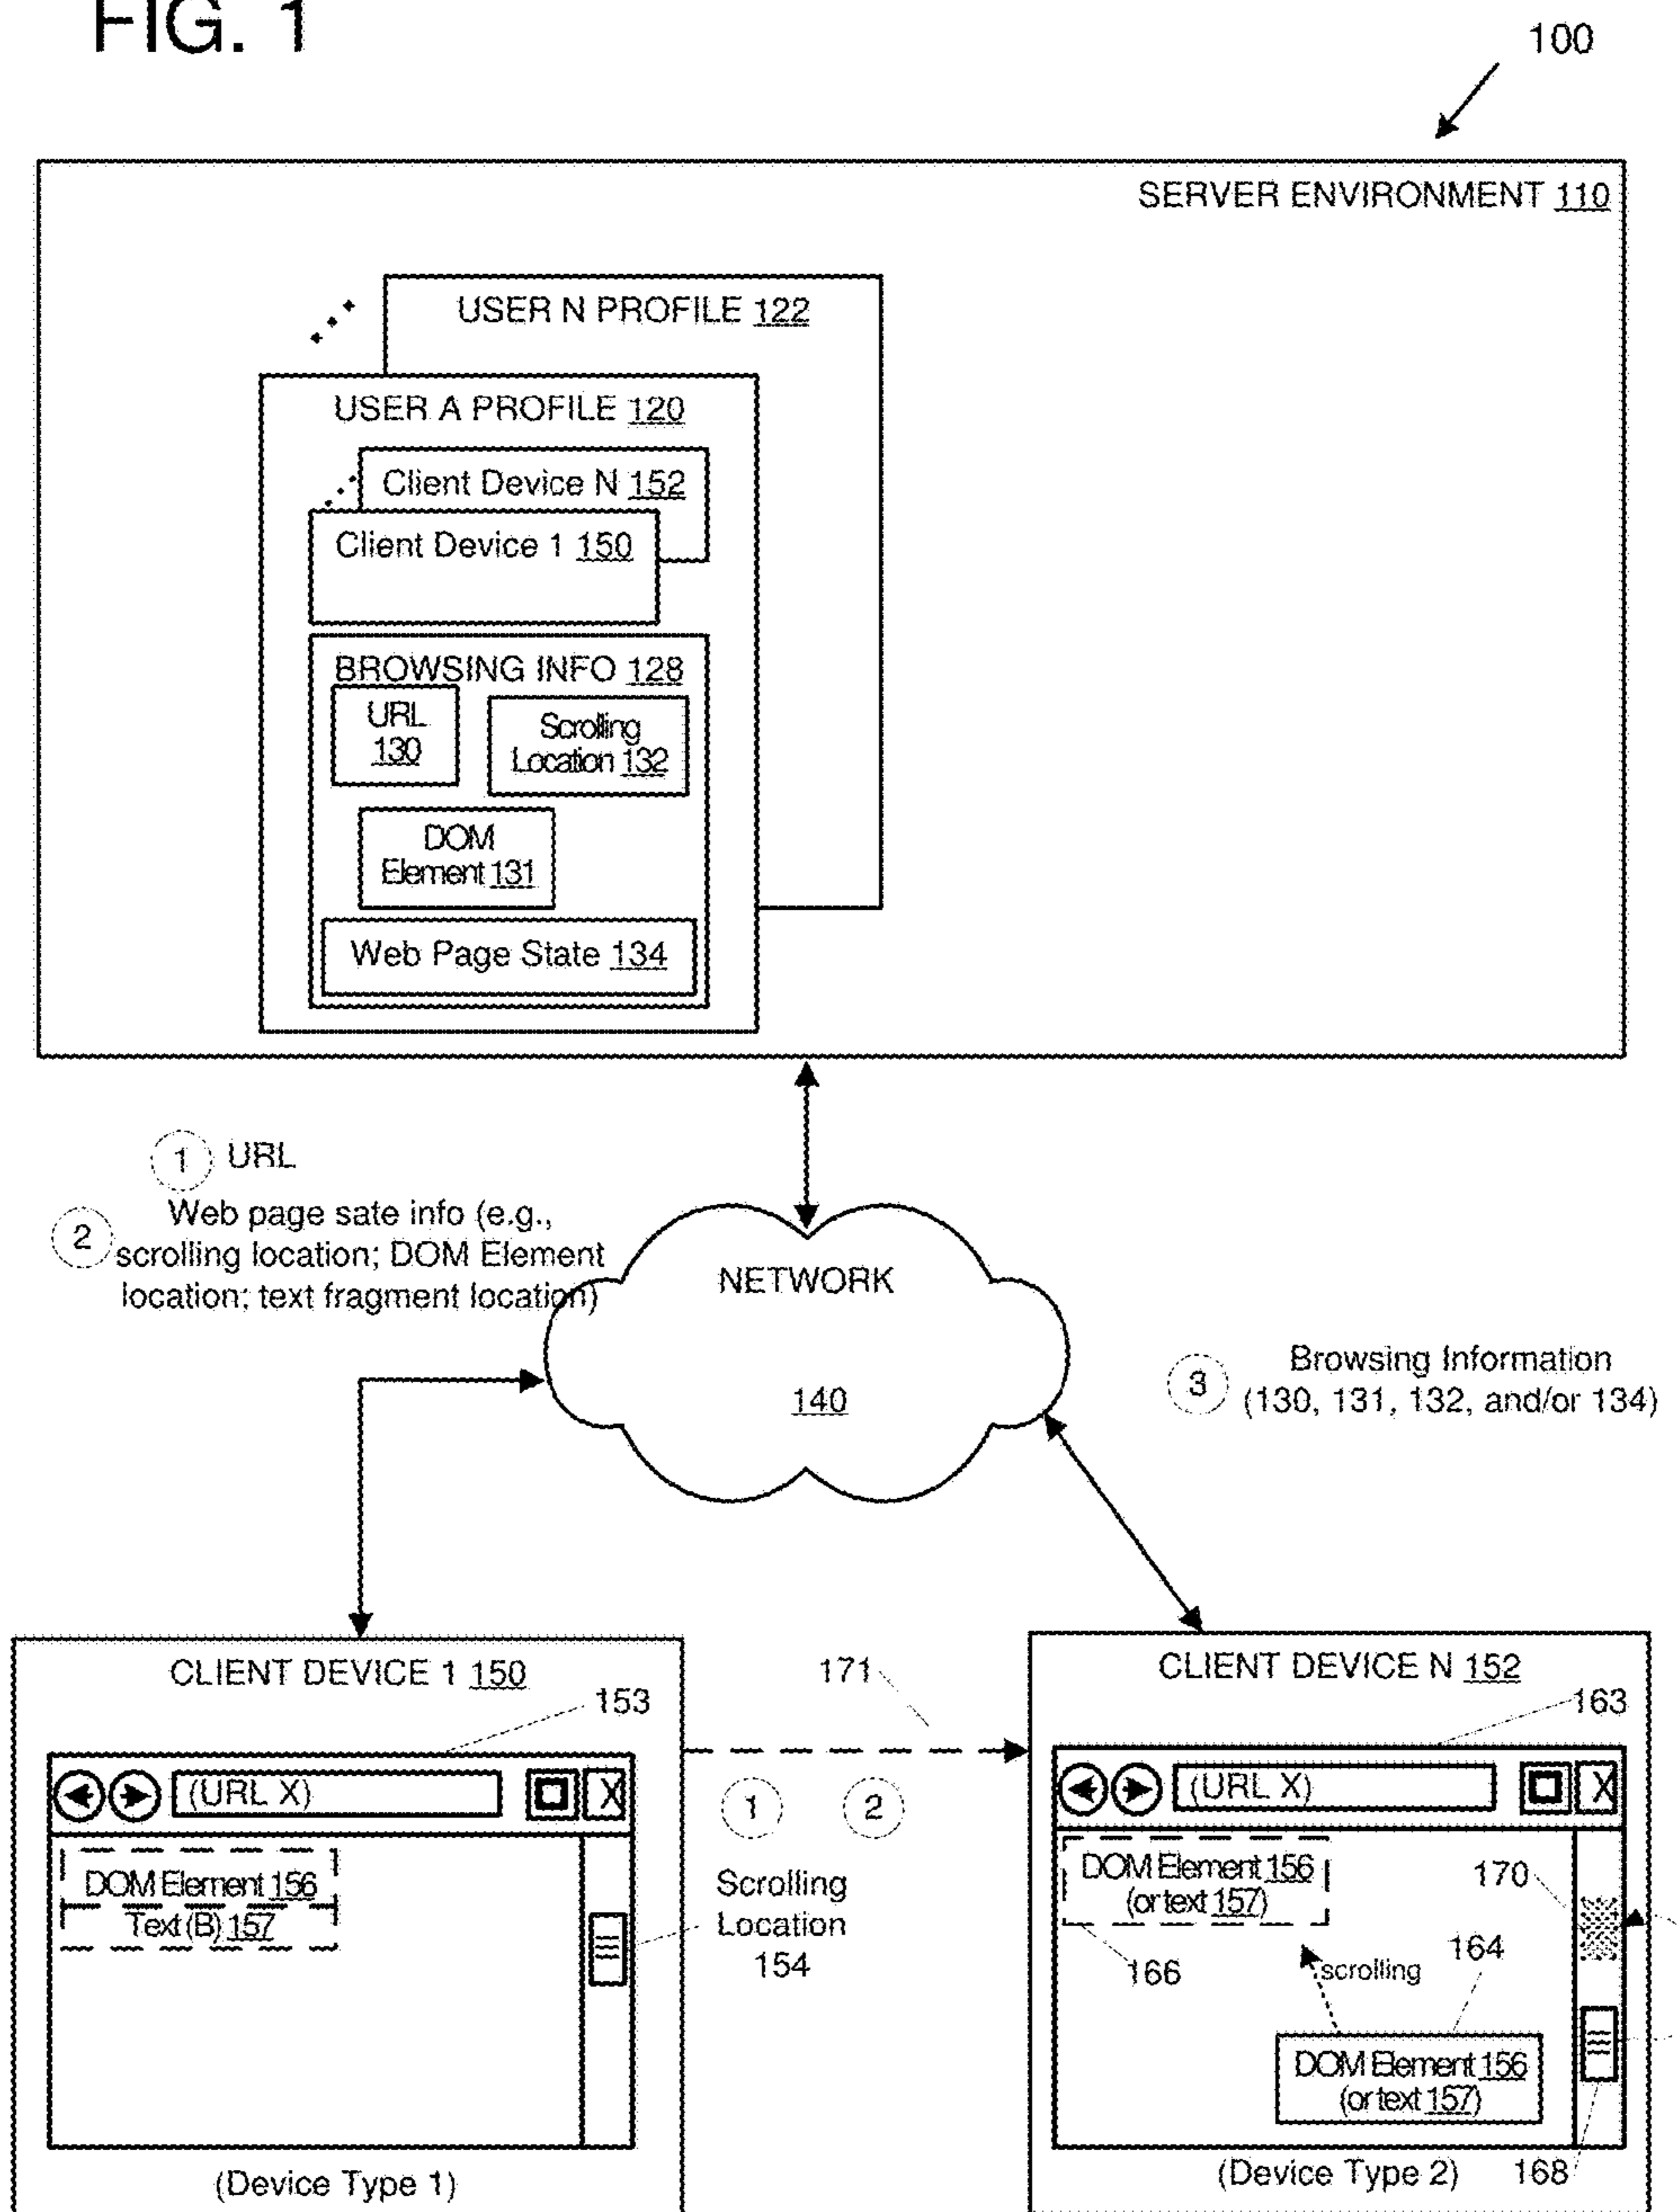 FIG. 1
100
SERVER ENVIRONMENT 110
USER N PROFILE 122
USER A PROFILE 120
Client Device N 152
Client Device 1 150
BROWSING INFO 128
URL
130
Scrolling
Location 132
DOM
Element 131
Web Page State 134
1 URL
2 Web page sate info (e.g.,
scrolling location; DOM Element
location; text fragment location)
NETWORK
140
3 Browsing Information
(130, 131, 132, and/or 134)
CLIENT DEVICE 1 150
153
(URL X)
X
DOM Element 156
Text (B) 157
(Device Type 1)
171
1 2
Scrolling
Location
154
CLIENT DEVICE N 152
163
(URL X)
X
DOM Element 156
(or text 157)
170
166
scrolling
164
DOM Element 156
(or text 157)
(Device Type 2)
168